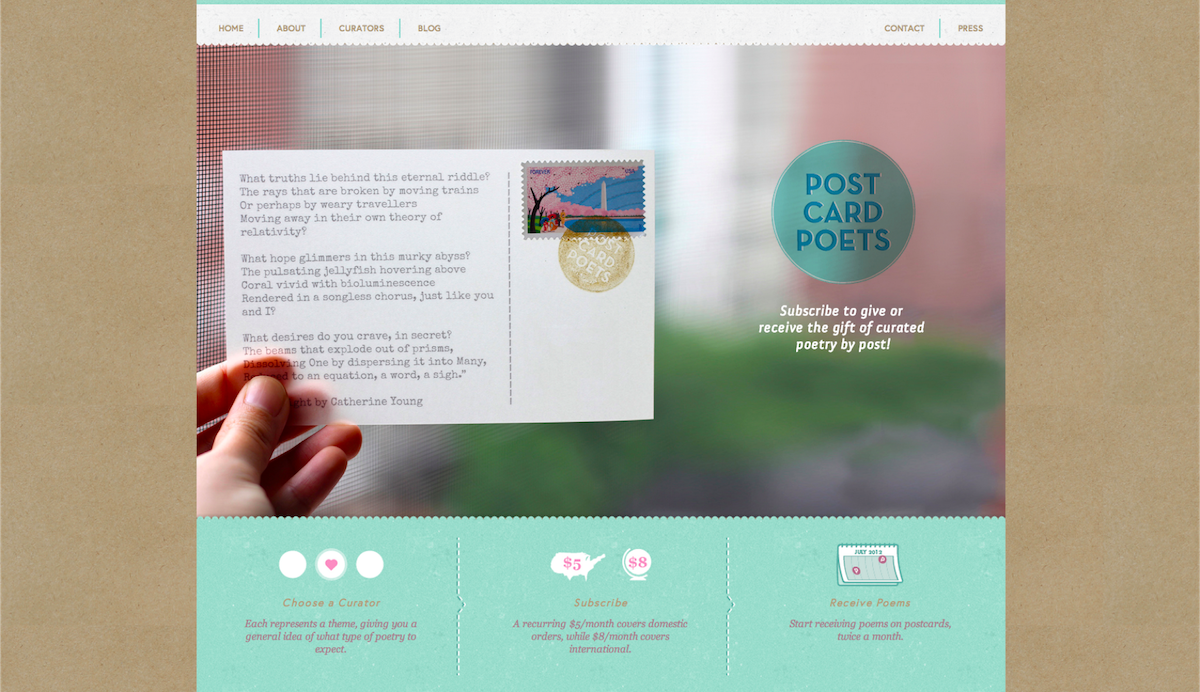 HOME ABOUT CURATORS BLOG CONTACT PRESS
What truths lie behind this eternal riddle?
The rays that are broken by moving trains
Or perhaps by weary travellers
Moving away in their own theory of
relativity?
What hope glimmers in this murky abyss?
The pulsating jellyfish hovering above
Coral vivid with bioluminescence
Rendered in a songless chorus, just like you
and I?
What desires do you crave, in secret?
The beams that explode out of prisms,
Dissolving One by dispersing it into Many,
to an equation, a word, a sigh."
by Catherine Young
FOREVER USA
POST
CARD
POETS
POST
CARD
POETS
Subscribe to give or
receive the gift of curated
poetry by post!
Choose a Curator
Each represents a theme, giving you a
general idea of what type of poetry to
expect.
$5 $8
Subscribe
A recurring $5/month covers domestic
orders, while $8/month covers
international.
JULY 2012
Receive Poems
Start receiving poems on postcards,
twice a month.